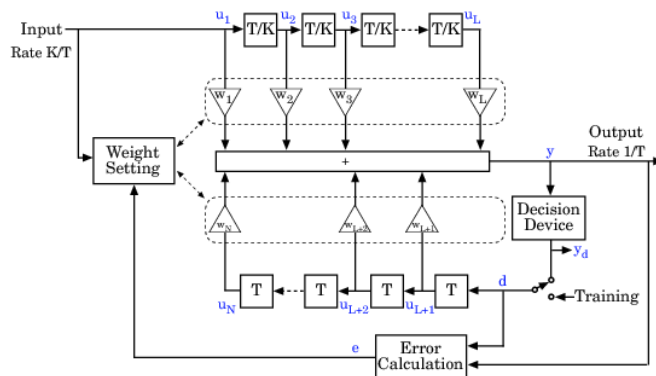 Input
Rate K/T
u1 T/K u2 T/K u3 T/K T/K uL
w1 w2 w3 wL
Weight
Setting
+
y
Output
Rate 1/T
wN wL+2 wL+1
Decision
Device
yd
uN T T uL+2 T uL+1 T d
Training
e
Error
Calculation